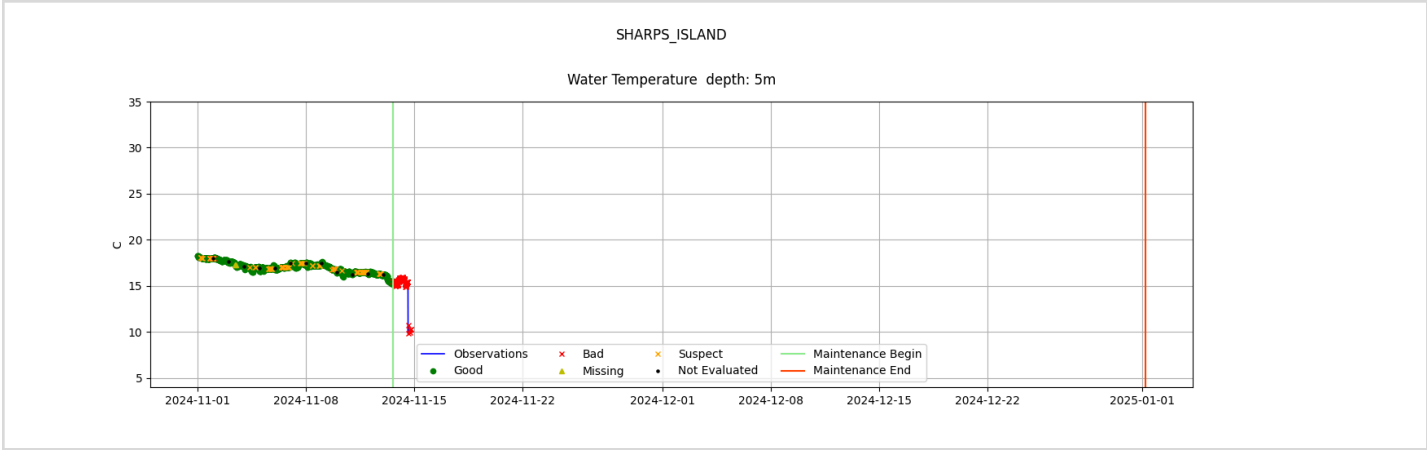 SHARPS_ISLAND
Water Temperature  depth: 5m
35
30
25
20
15
10
5
C
Observations
Good
Bad
Missing
Suspect
Not Evaluated
Maintenance Begin
Maintenance End
2024-11-01
2024-11-08
2024-11-15
2024-11-22
2024-12-01
2024-12-08
2024-12-15
2024-12-22
2025-01-01